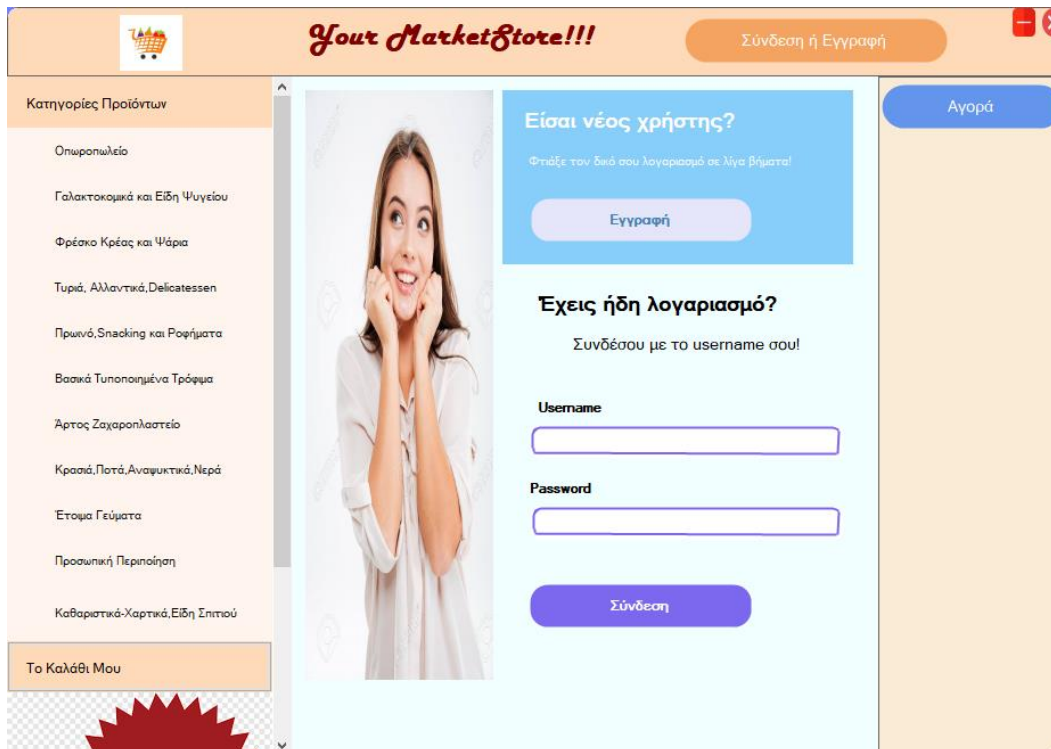 Your MarketStore!!!
Σύνδεση ή Εγγραφή
Κατηγορίες Προϊόντων
Οπωροπωλείο
Γαλακτοκομικά και Είδη Ψυγείου
Φρέσκο Κρέας και Ψάρια
Τυριά, Αλλαντικά,Delicatessen
Πρωινό,Snacking και Ροφήματα
Βασικά Τυποποιημένα Τρόφιμα
Άρτος Ζαχαροπλαστείο
Κρασιά,Ποτά,Αναψυκτικά,Νερά
Έτοιμα Γεύματα
Προσωπική Περιποίηση
Καθαριστικά-Χαρτικά,Είδη Σπιτιού
Το Καλάθι Μου
Είσαι νέος χρήστης?
Φτιάξε τον δικό σου λογαριασμό σε λίγα βήματα!
Εγγραφή
Έχεις ήδη λογαριασμό?
Συνδέσου με το username σου!
Username
Password
Σύνδεση
Αγορά